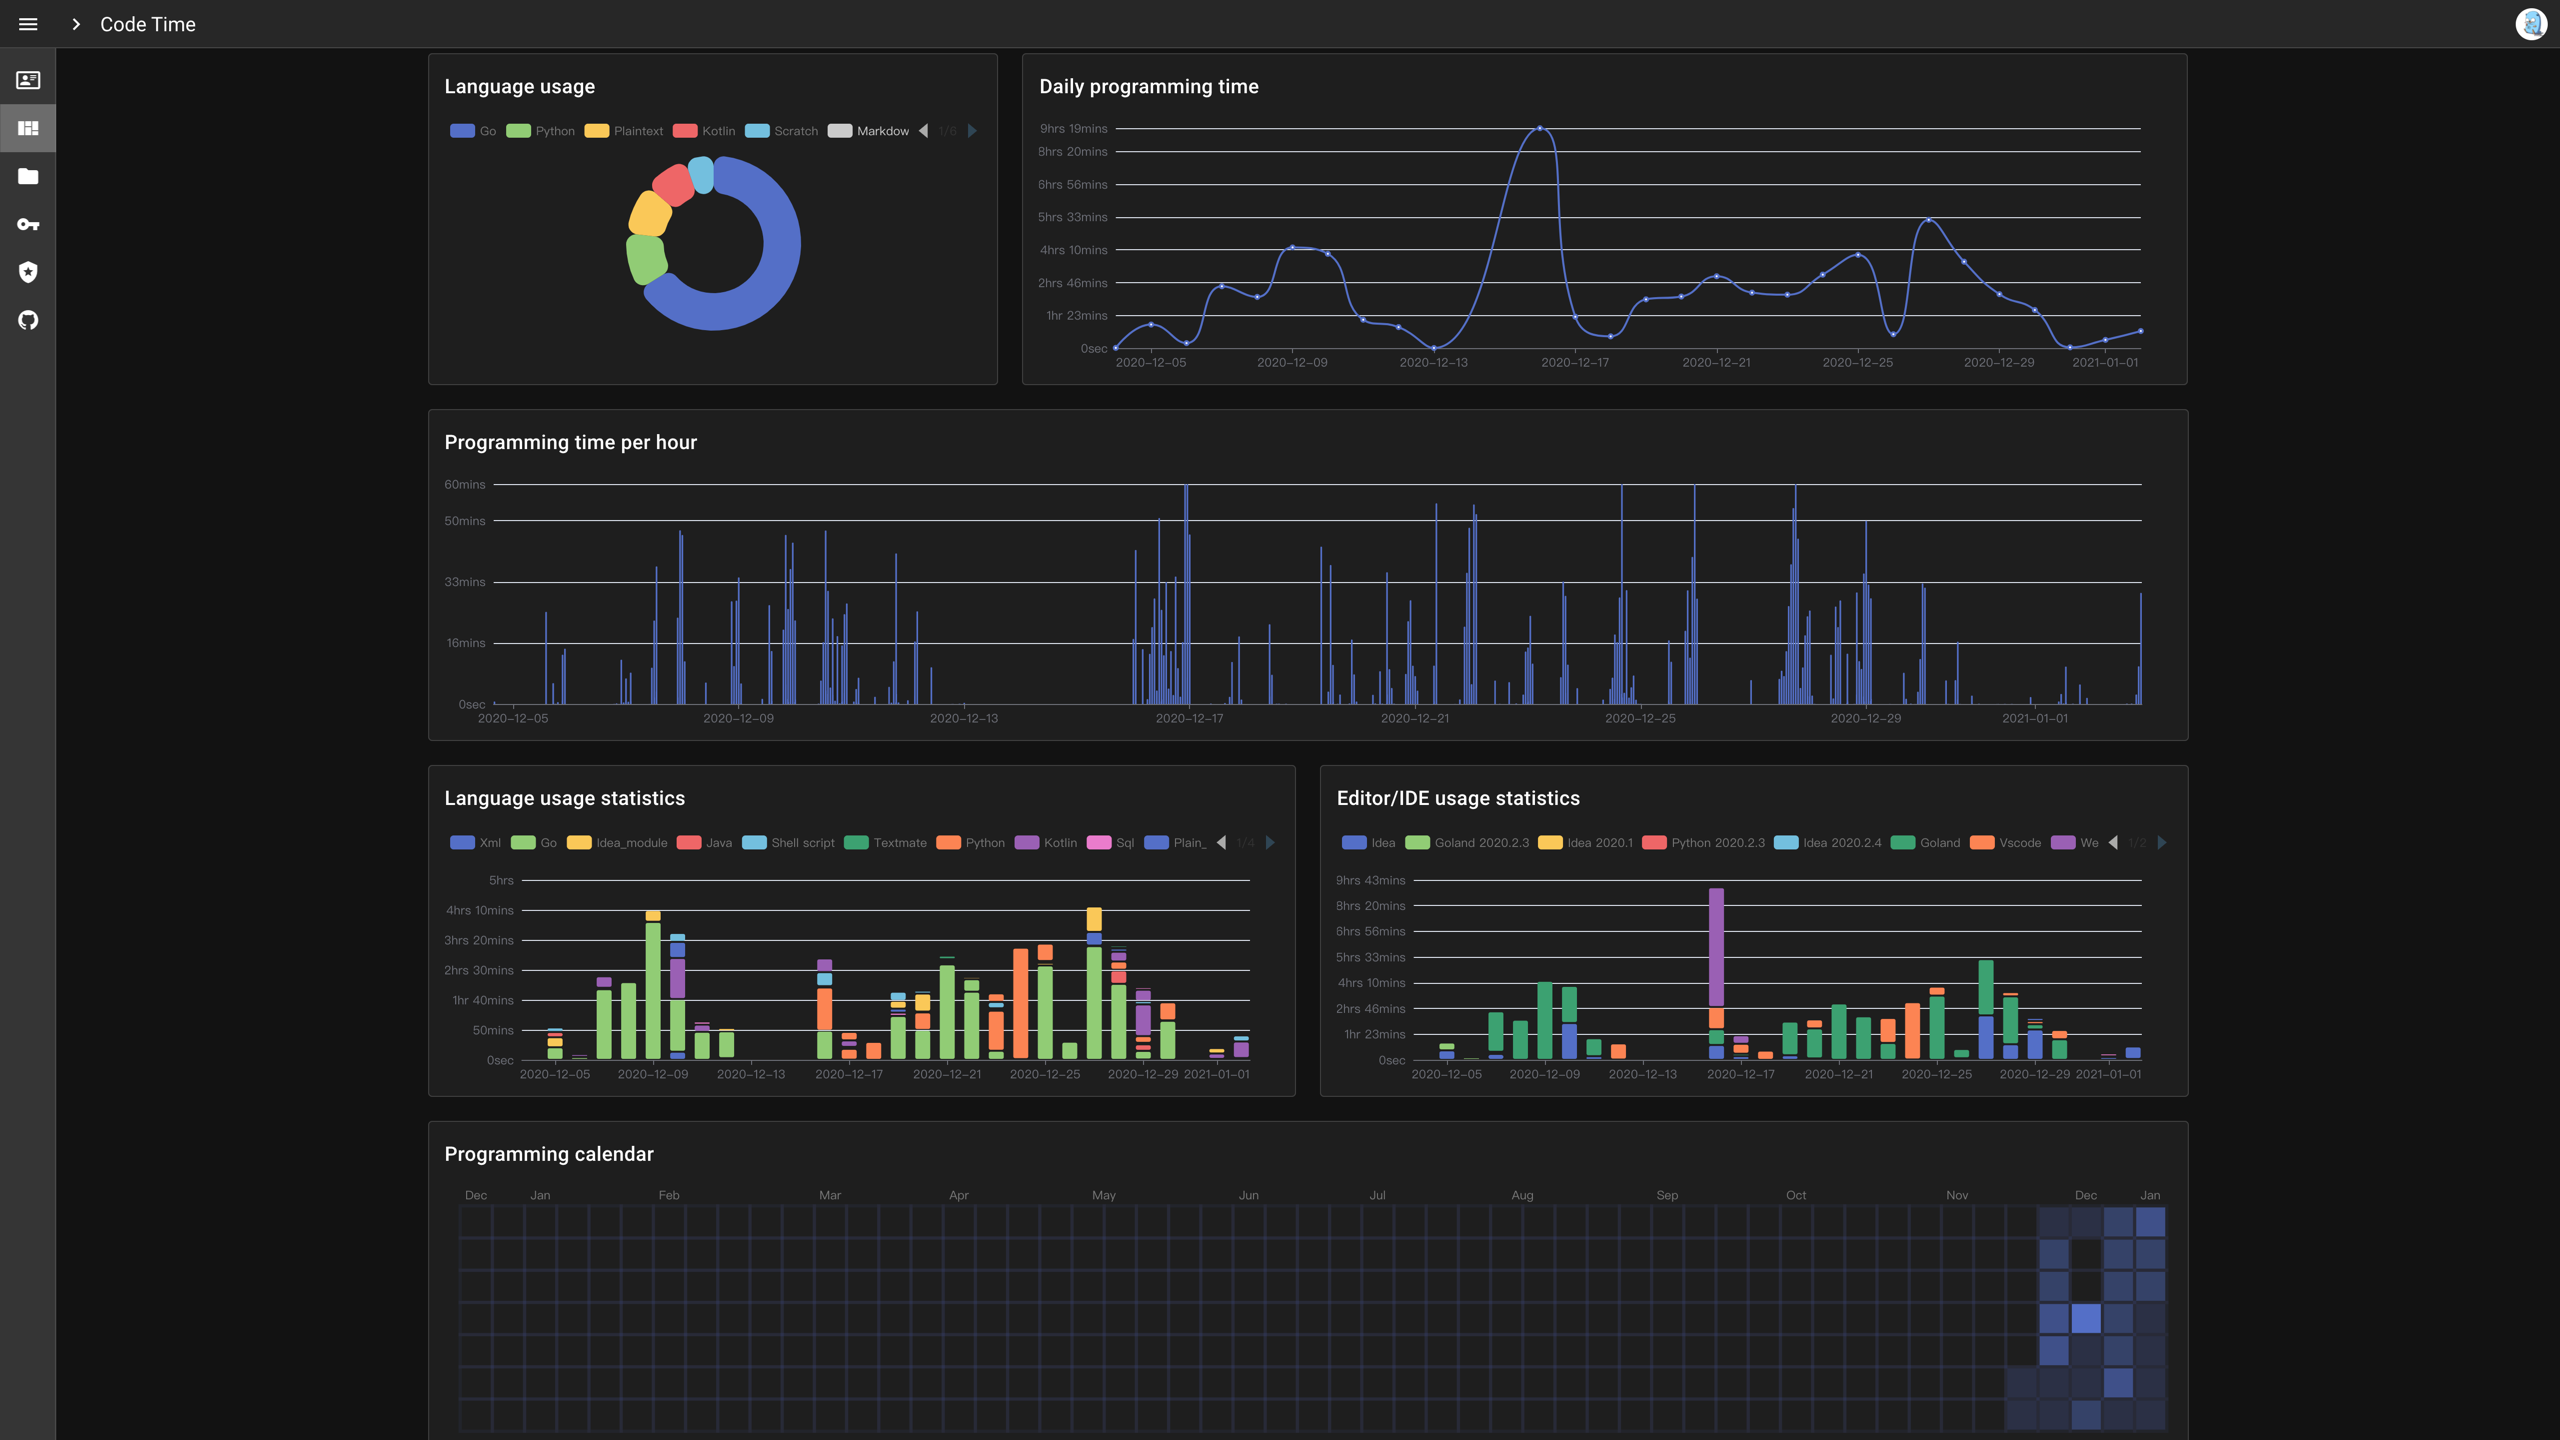 Code Time
Language usage
Go Python Plaintext Kotlin Scratch Markdow 1/6
Daily programming time
9hrs 19mins
8hrs 20mins
6hrs 56mins
5hrs 33mins
4hrs 10mins
2hrs 46mins
1hr 23mins
0sec
2020-12-05 2020-12-09 2020-12-13 2020-12-17 2020-12-21 2020-12-25 2020-12-29 2021-01-01
Programming time per hour
60mins
50mins
33mins
16mins
0sec
2020-12-05 2020-12-09 2020-12-13 2020-12-17 2020-12-21 2020-12-25 2020-12-29 2021-01-01
Language usage statistics
Xml Go Idea_module Java Shell script Textmate Python Kotlin Sql Plain_ 1/4
5hrs
4hrs 10mins
3hrs 20mins
2hrs 30mins
1hr 40mins
50mins
0sec
2020-12-05 2020-12-09 2020-12-13 2020-12-17 2020-12-21 2020-12-25 2020-12-29 2021-01-01
Editor/IDE usage statistics
Idea Goland 2020.2.3 Idea 2020.1 Python 2020.2.3 Idea 2020.2.4 Goland Vscode We 1/2
9hrs 43mins
8hrs 20mins
6hrs 56mins
5hrs 33mins
4hrs 10mins
2hrs 46mins
1hr 23mins
0sec
2020-12-05 2020-12-09 2020-12-13 2020-12-17 2020-12-21 2020-12-25 2020-12-29 2021-01-01
Programming calendar
Dec Jan Feb Mar Apr May Jun Jul Aug Sep Oct Nov Dec Jan